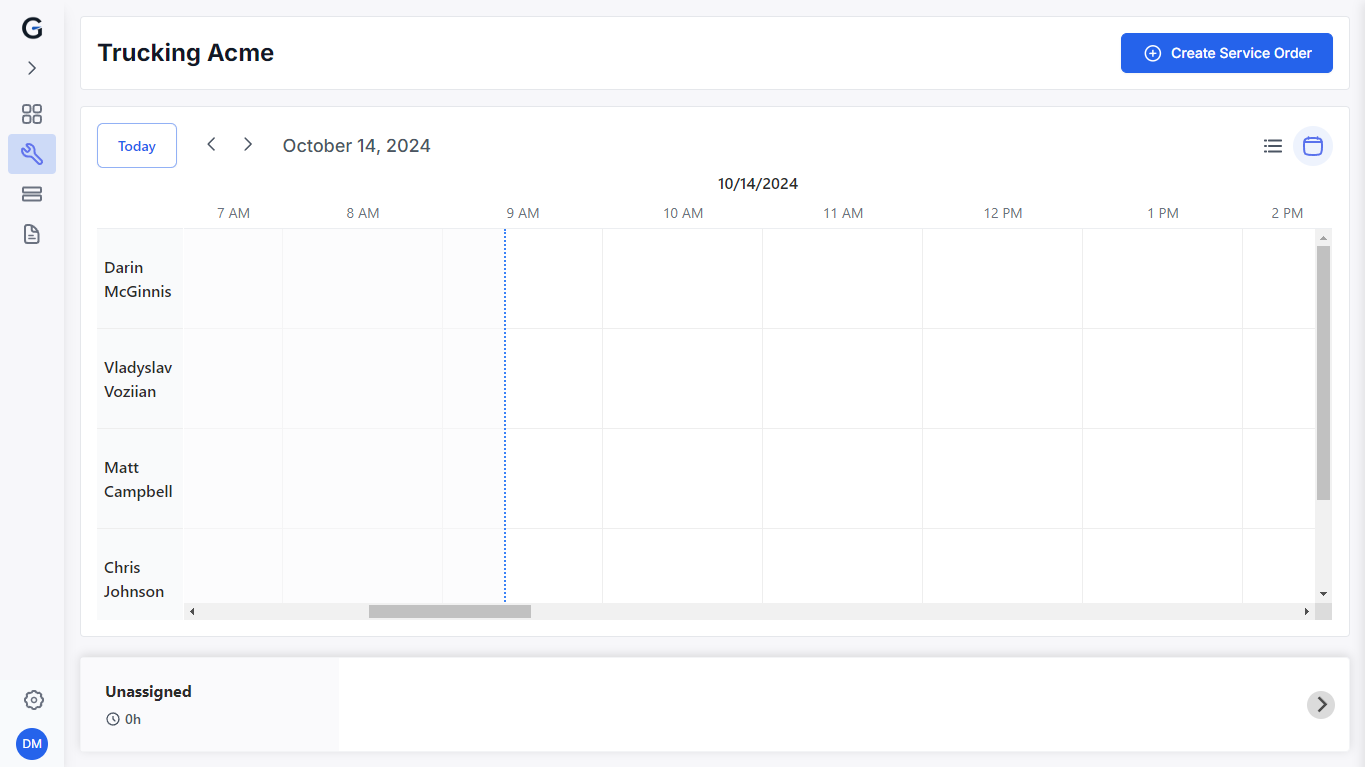 G
Trucking Acme
Create Service Order
Today
October 14, 2024
10/14/2024
7 AM 8 AM 9 AM 10 AM 11 AM 12 PM 1 PM 2 PM
Darin
McGinnis
Vladyslav
Voziian
Matt
Campbell
Chris
Johnson
Unassigned
0h
DM